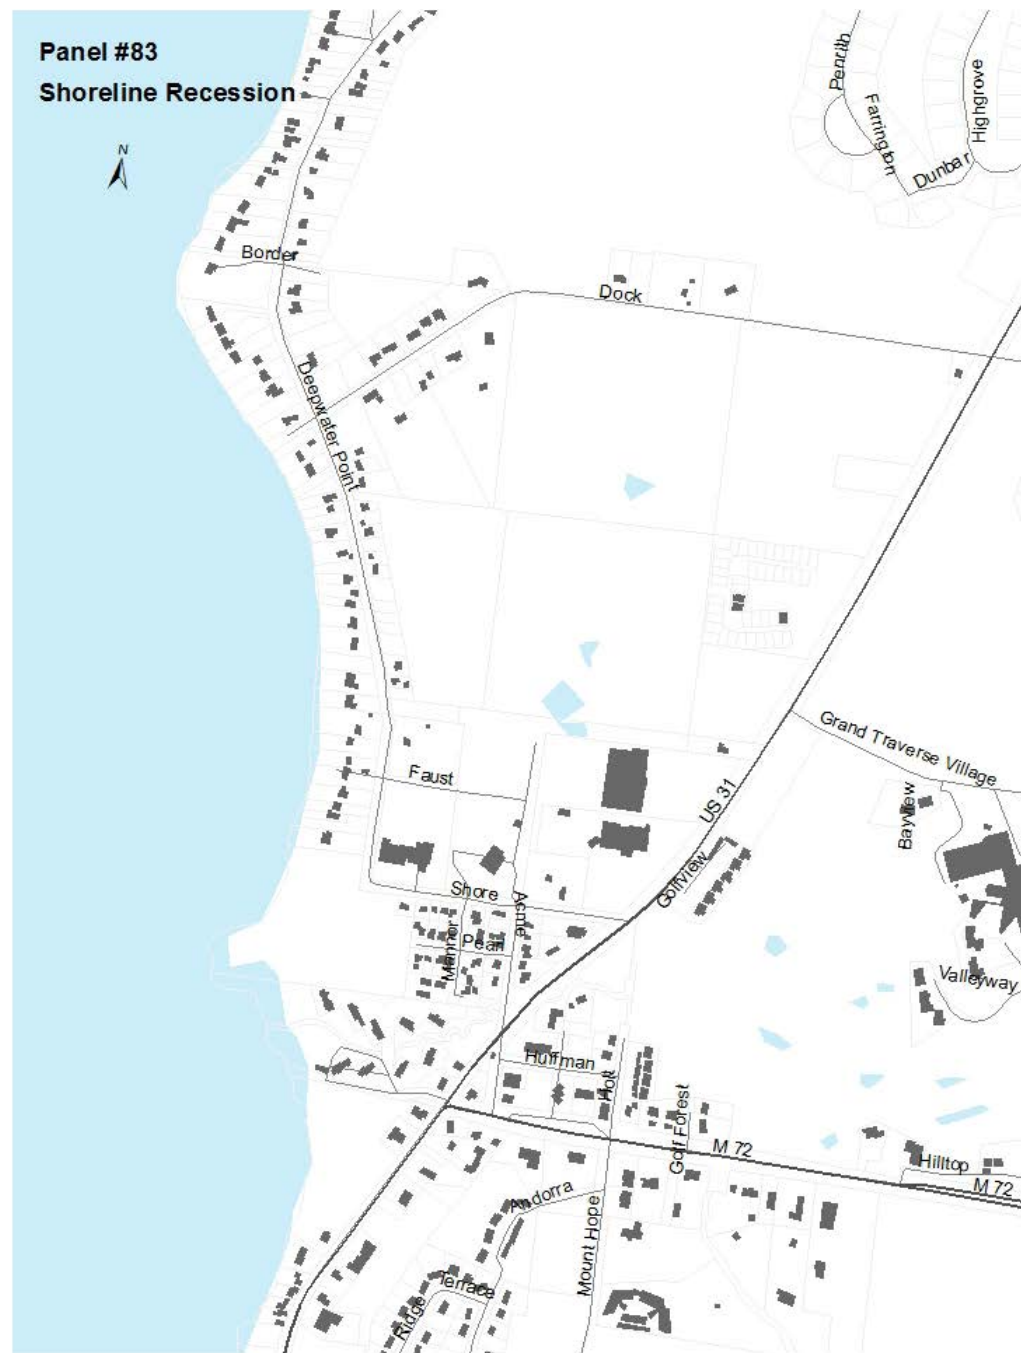 Panel #83
Shoreline Recession
N
Penrith
Farrington
Highgrove
Dunbar
Border
Dock
Deepwater Point
Grand Traverse Village
Faust
US 31
Bayview
Golfview
Shore
Acme
Mannor
Pearl
Valleyway
Huffman
Holt
Golf Forest
M 72
Hilltop
M 72
Andorra
Mount Hope
Terrace
Ridge